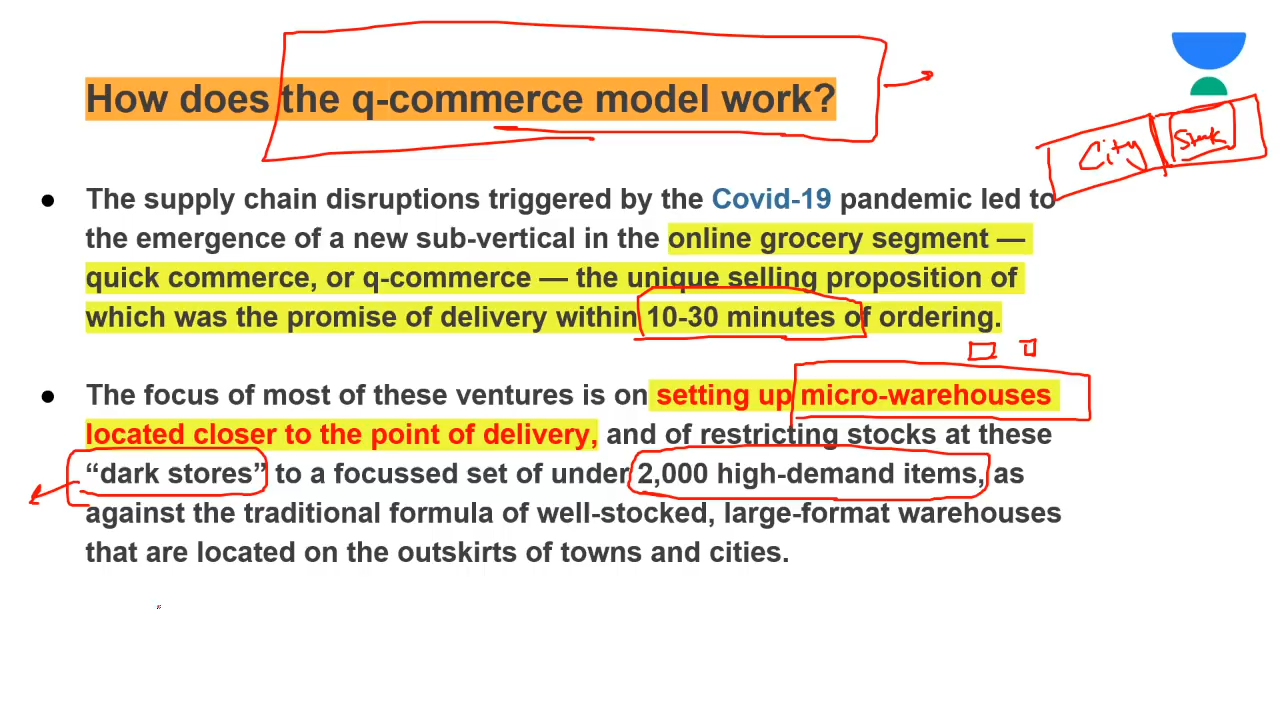 How does the q-commerce model work?
City
● The supply chain disruptions triggered by the Covid-19 pandemic led to
the emergence of a new sub-vertical in the online grocery segment —
quick commerce, or q-commerce — the unique selling proposition of
which was the promise of delivery within 10-30 minutes of ordering.
● The focus of most of these ventures is on setting up micro-warehouses
located closer to the point of delivery, and of restricting stocks at these
“dark stores” to a focussed set of under 2,000 high-demand items, as
against the traditional formula of well-stocked, large-format warehouses
that are located on the outskirts of towns and cities.